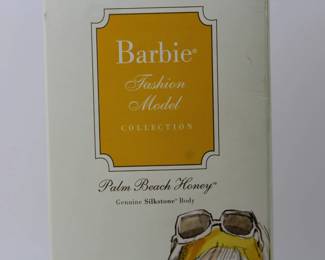 Barbie®
Fashion
Model
COLLECTION
Palm Beach Honey™
Genuine Silkstone® Body